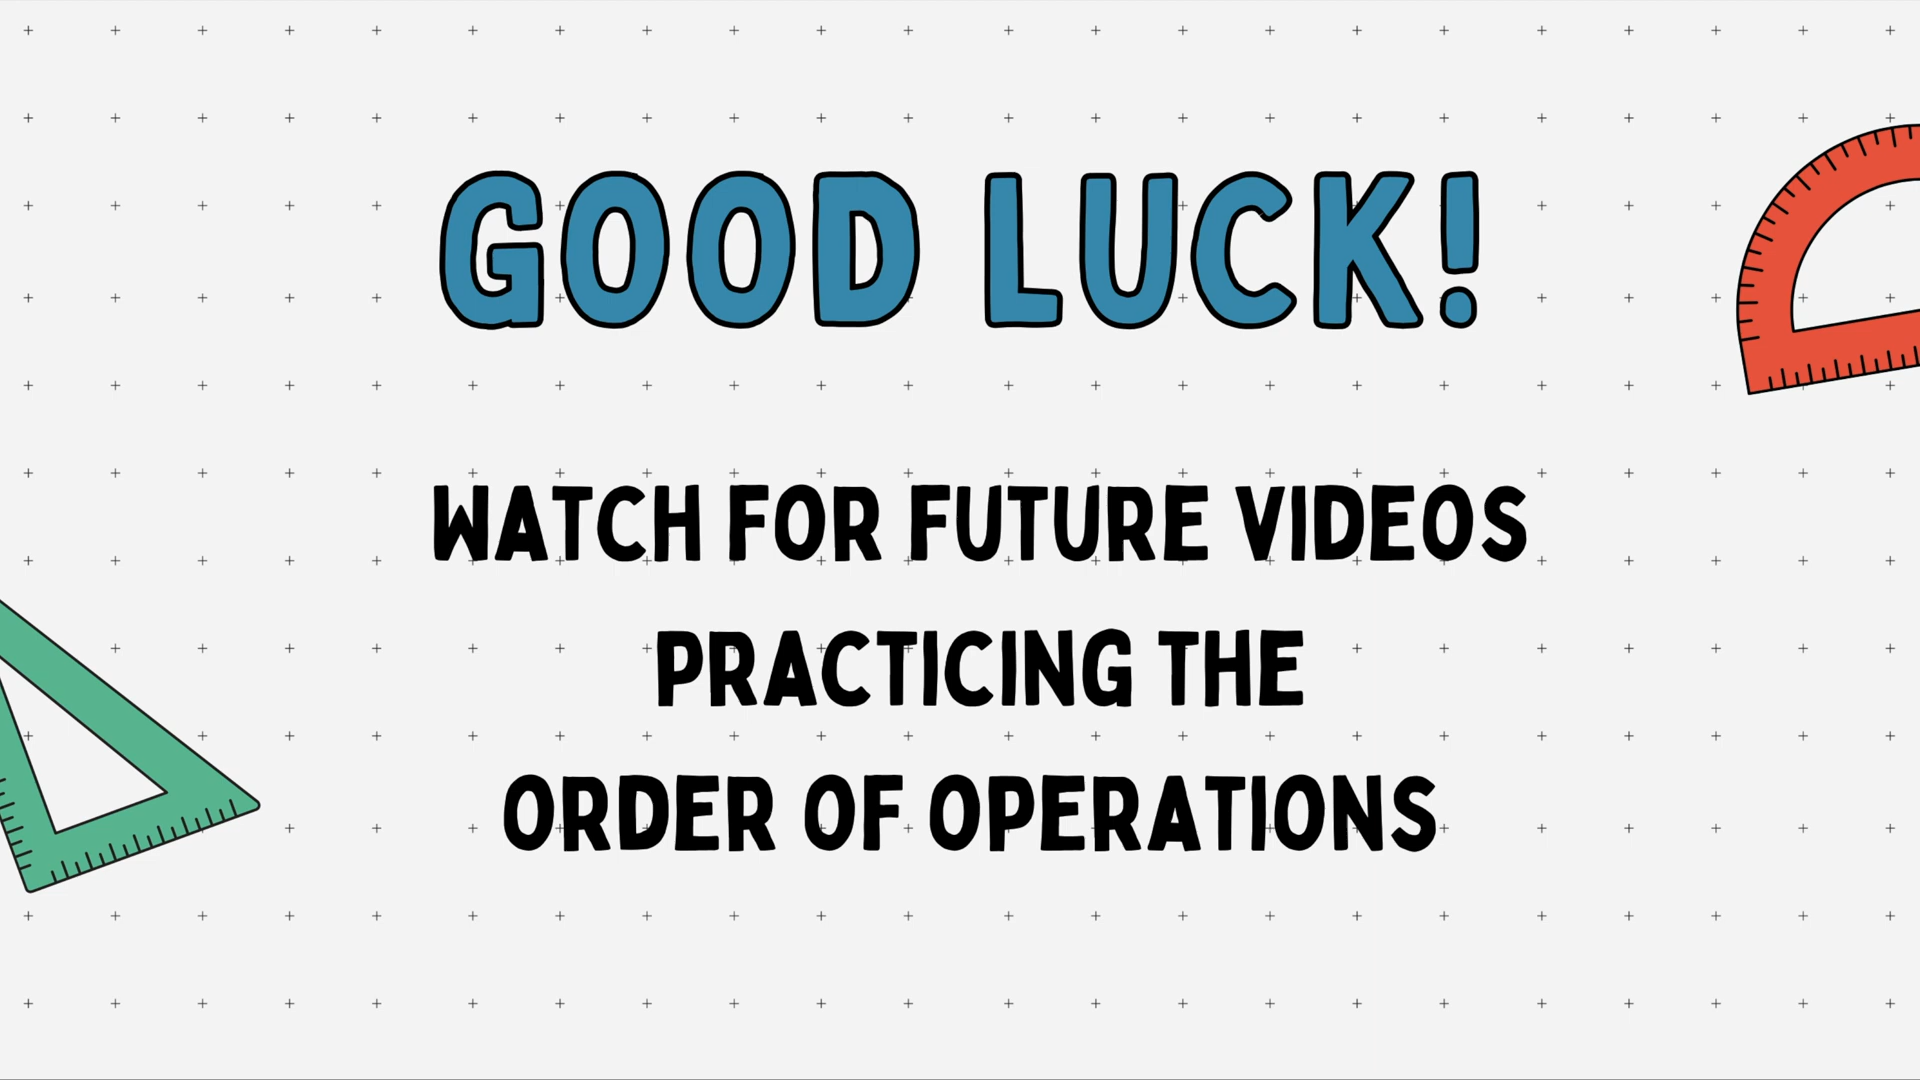 GOOD LUCK!
WATCH FOR FUTURE VIDEOS
PRACTICING THE
ORDER OF OPERATIONS